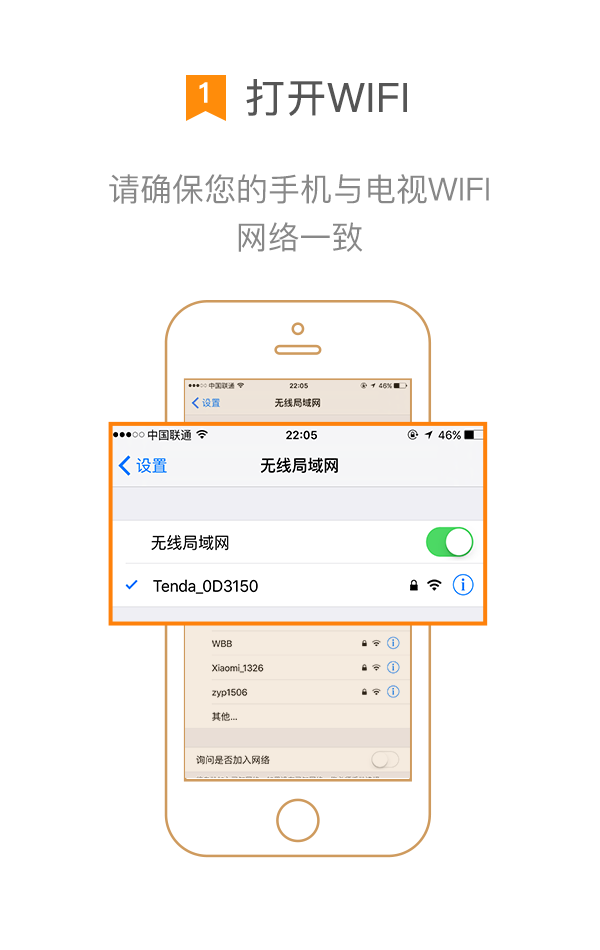 1 打开WIFI
请确保您的手机与电视WIFI
网络一致
中国联通 22:05 46%
设置 无线局域网
中国联通 22:05 46%
设置 无线局域网
无线局域网
Tenda_0D3150
WBB
Xiaomi_1326
zyp1506
其他...
询问是否加入网络